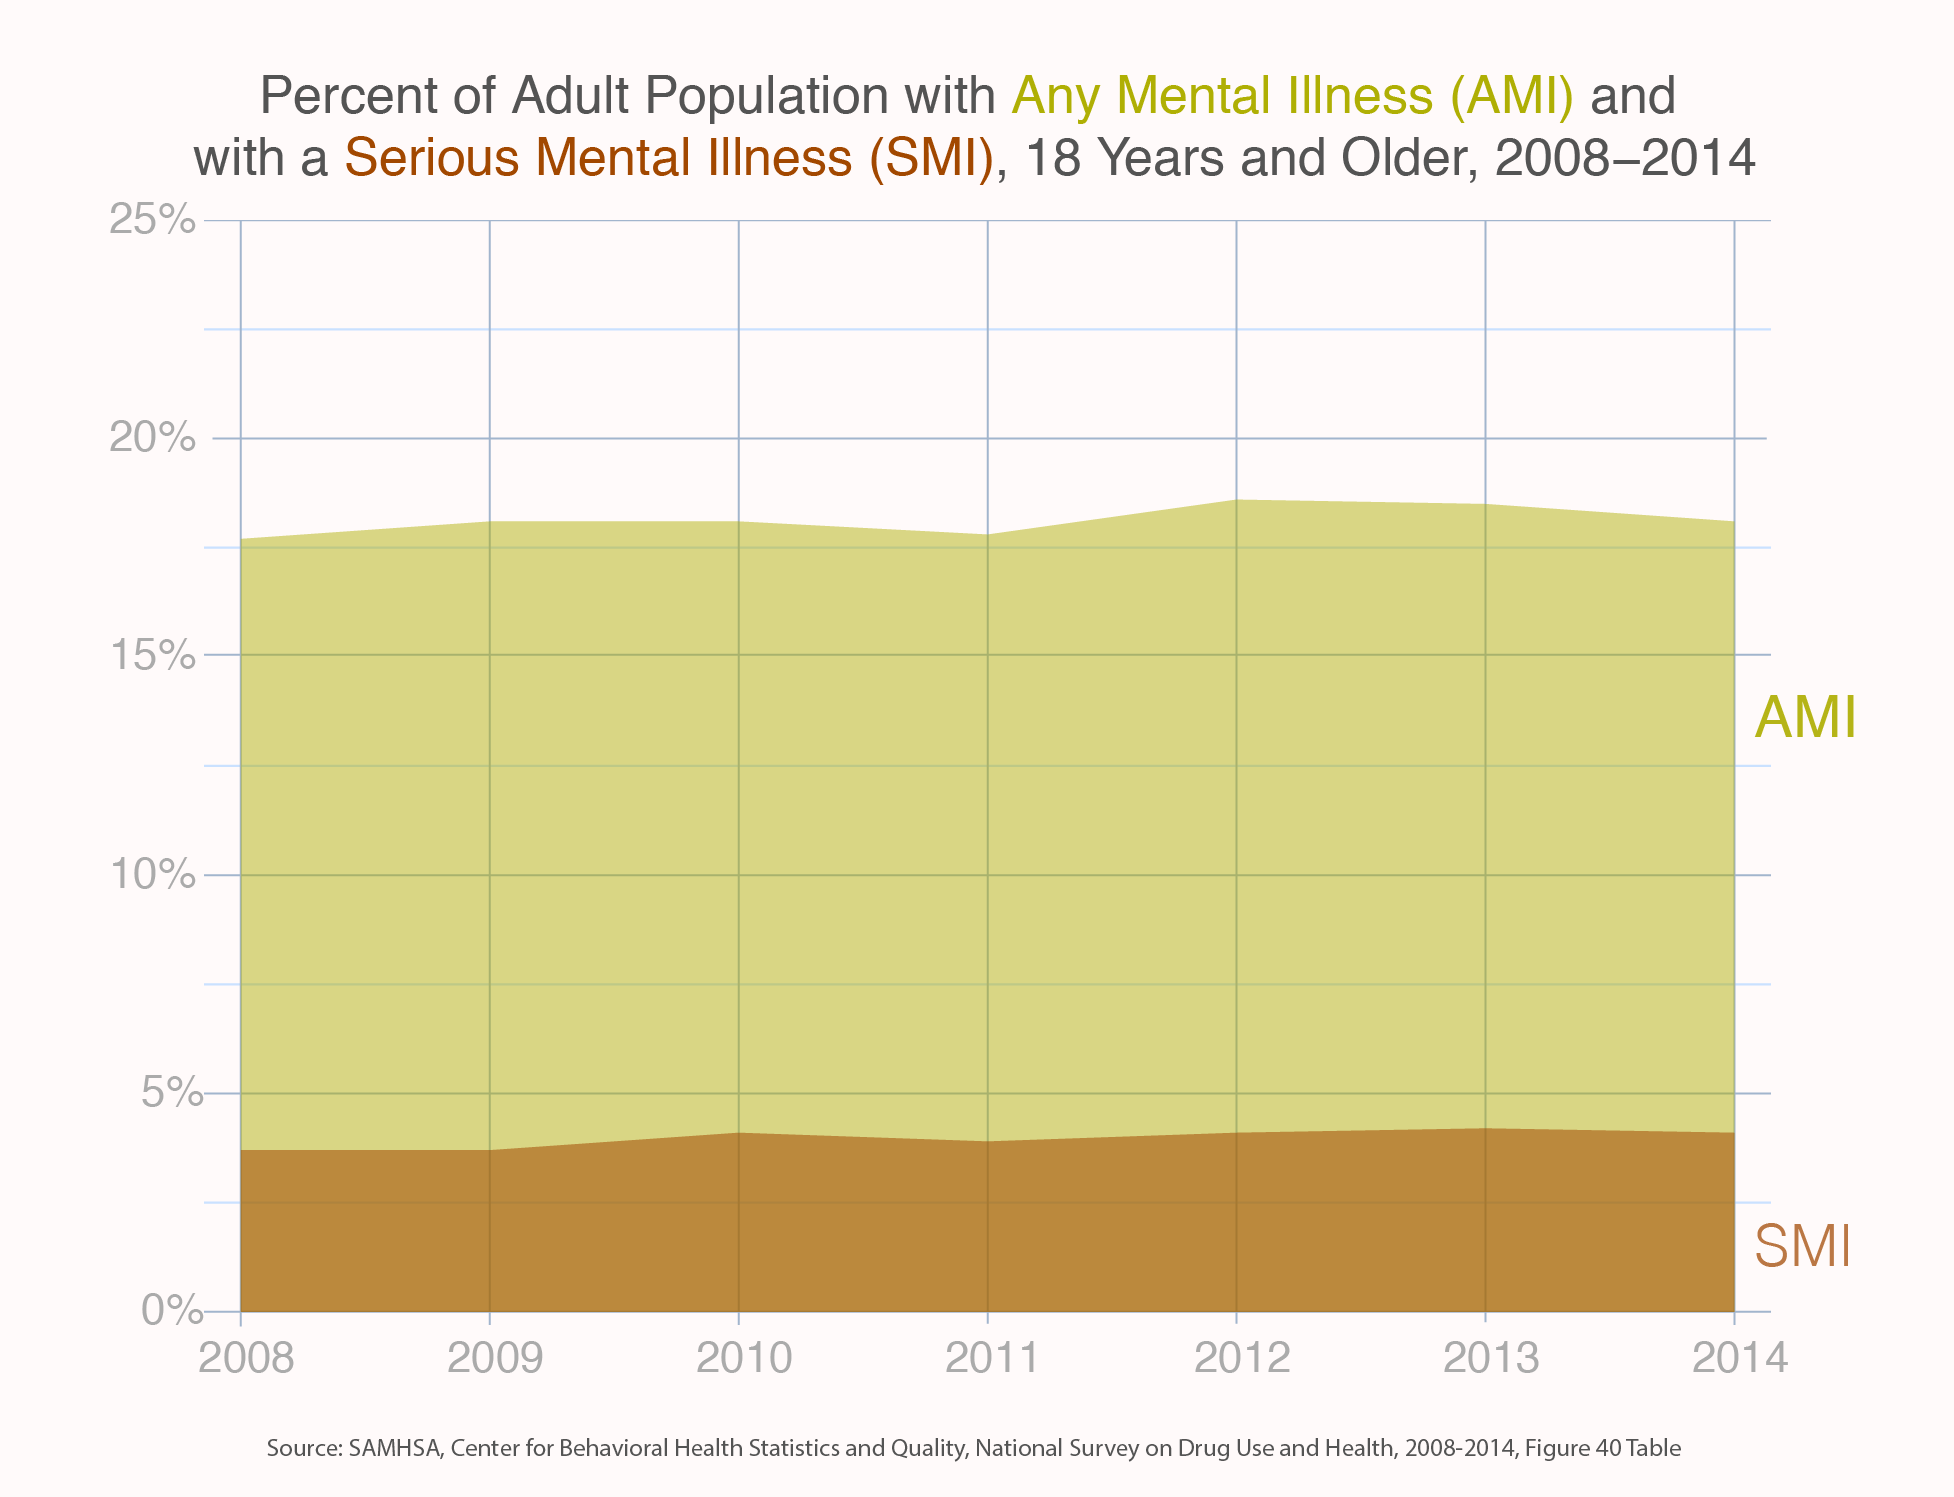 Percent of Adult Population with Any Mental Illness (AMI) and
with a Serious Mental Illness (SMI), 18 Years and Older, 2008–2014
25%
20%
15%
AMI
10%
5%
SMI
0%
2008 2009 2010 2011 2012 2013 2014
Source: SAMHSA, Center for Behavioral Health Statistics and Quality, National Survey on Drug Use and Health, 2008-2014, Figure 40 Table